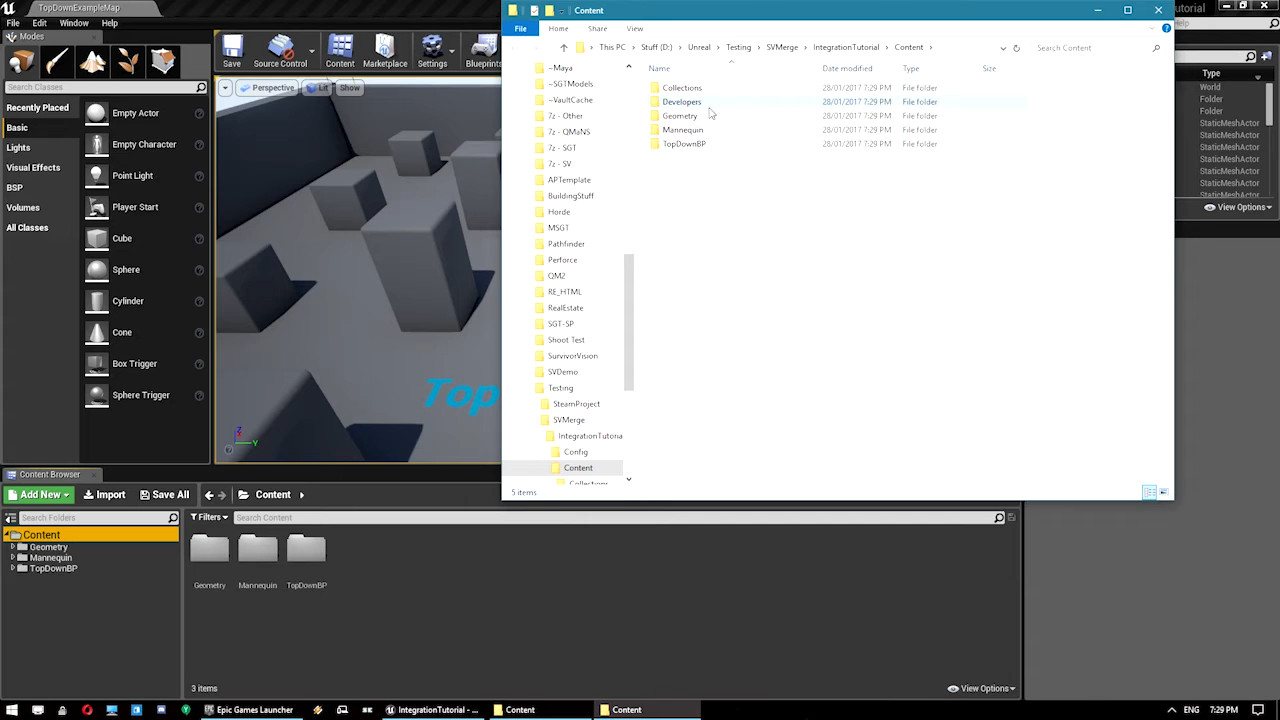 TopDownExampleMap
File Edit Window Help
Modes
Search Classes
Recently Placed
Basic
Lights
Visual Effects
BSP
Volumes
All Classes
Empty Actor
Empty Character
Point Light
Player Start
Cube
Sphere
Cylinder
Cone
Box Trigger
Sphere Trigger
Save
Source Control
Content
Marketplace
Settings
Blueprints
Perspective
Lit
Show
Top
Z
Y
Content
File
Home
Share
View
This PC
Stuff (D:)
Unreal
Testing
SVMerge
IntegrationTutorial
Content
Search Content
~Maya
~SGTModels
~VaultCache
7z - Other
7z - QMaNS
7z - SGT
7z - SV
APTemplate
BuildingStuff
Horde
MSGT
Pathfinder
Perforce
QM2
RE_HTML
RealEstate
SGT-SP
Shoot Test
SurvivorVision
SVDemo
Testing
SteamProject
SVMerge
IntegrationTutoria
Config
Content
Collections
Name Date modified Type Size
Collections 28/01/2017 7:29 PM File folder
Developers 28/01/2017 7:29 PM File folder
Geometry 28/01/2017 7:29 PM File folder
Mannequin 28/01/2017 7:29 PM File folder
TopDownBP 28/01/2017 7:29 PM File folder
5 items
utorial
Help
Type
World
Folder
Folder
StaticMeshActor
StaticMeshActor
StaticMeshActor
StaticMeshActor
StaticMeshActor
StaticMeshActor
StaticMeshActor
View Options
Content Browser
Add New
Import
Save All
Content
Search Folders
Content
Geometry
Mannequin
TopDownBP
Filters
Search Content
Geometry
Mannequin
TopDownBP
3 items
View Options
Epic Games Launcher
IntegrationTutorial - ...
Content
Content
ENG
7:29 PM